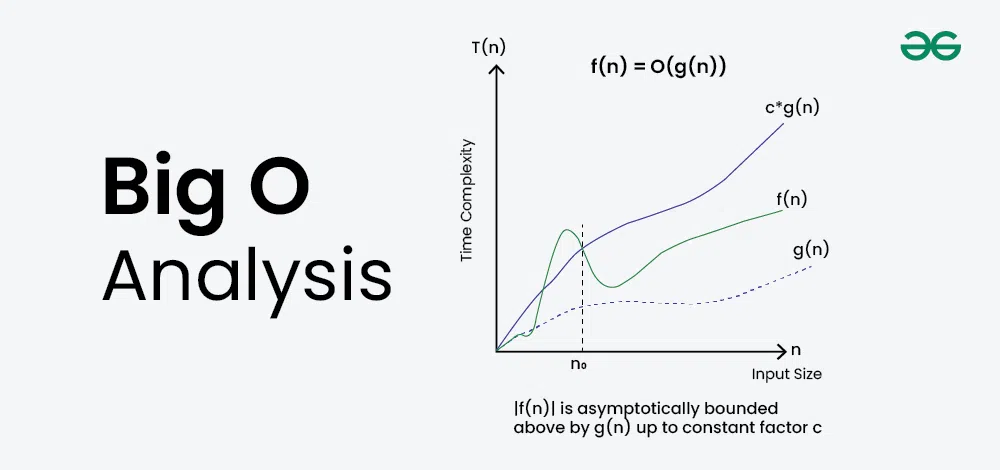 Big O
Analysis
T(n)
f(n) = O(g(n))
c*g(n)
Time Complexity
f(n)
g(n)
n₀
n
Input Size
|f(n)| is asymptotically bounded
above by g(n) up to constant factor c